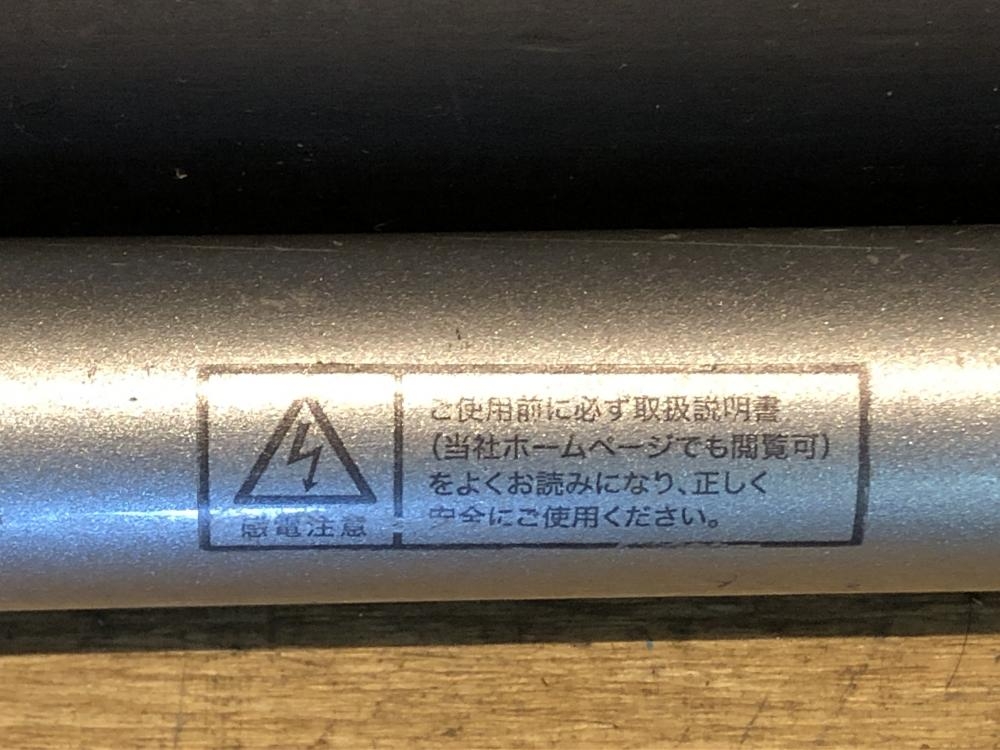 感電注意
ご使用前に必ず取扱説明書
(当社ホームページでも閲覧可)
をよくお読みになり、正しく
安全にご使用ください。